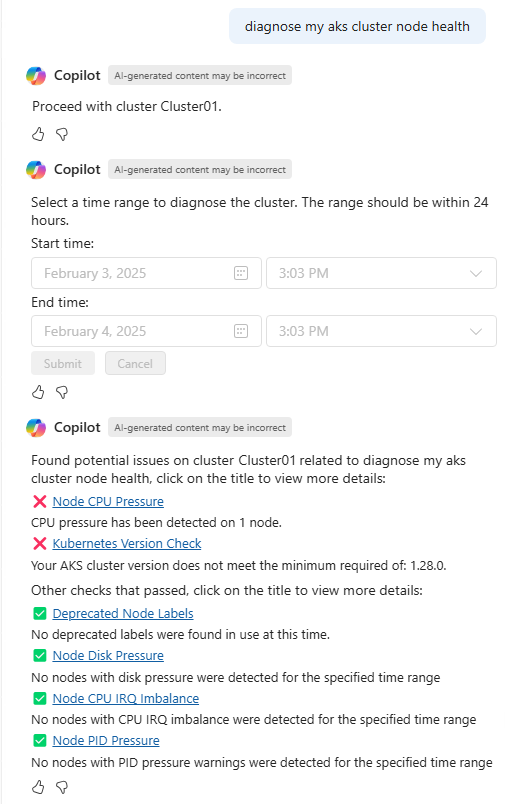 diagnose my aks cluster node health
Copilot AI-generated content may be incorrect
Proceed with cluster Cluster01.
Copilot AI-generated content may be incorrect
Select a time range to diagnose the cluster. The range should be within 24
hours.
Start time:
February 3, 2025 3:03 PM
End time:
February 4, 2025 3:03 PM
Submit Cancel
Copilot AI-generated content may be incorrect
Found potential issues on cluster Cluster01 related to diagnose my aks
cluster node health, click on the title to view more details:
❌ Node CPU Pressure
CPU pressure has been detected on 1 node.
❌ Kubernetes Version Check
Your AKS cluster version does not meet the minimum required of: 1.28.0.
Other checks that passed, click on the title to view more details:
✅ Deprecated Node Labels
No deprecated labels were found in use at this time.
✅ Node Disk Pressure
No nodes with disk pressure were detected for the specified time range
✅ Node CPU IRQ Imbalance
No nodes with CPU IRQ imbalance were detected for the specified time range
✅ Node PID Pressure
No nodes with PID pressure warnings were detected for the specified time range